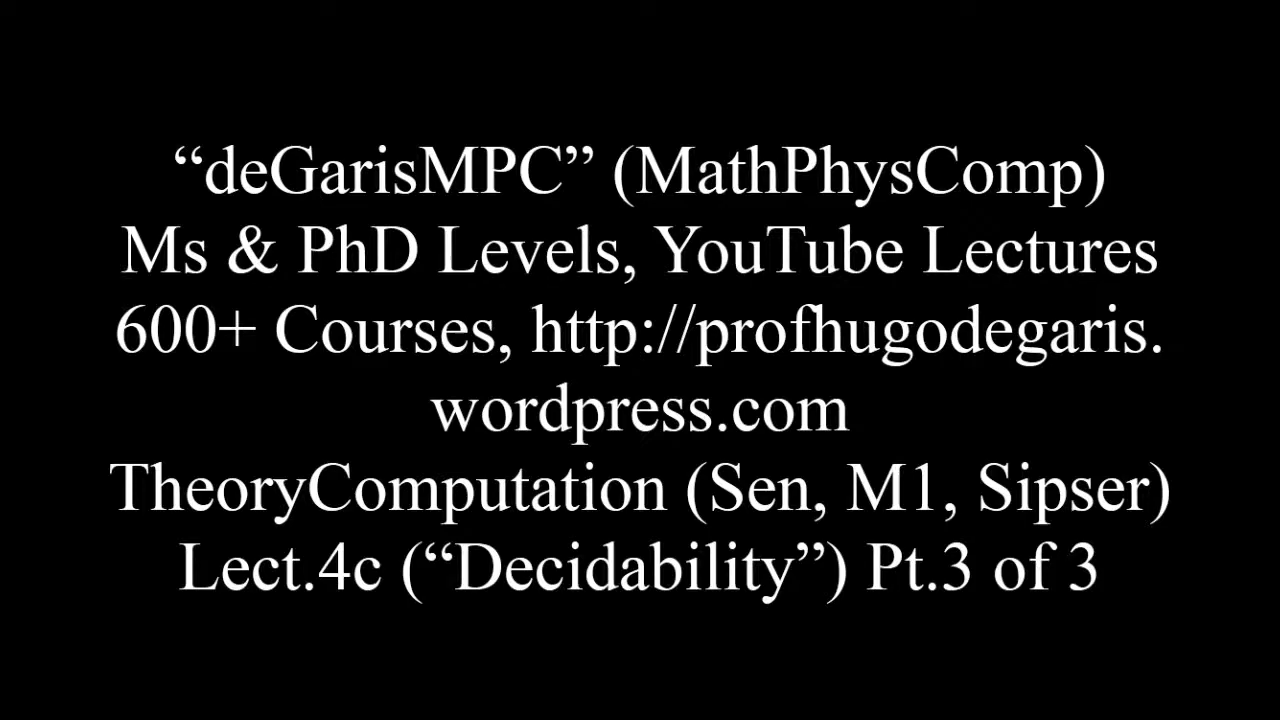 “deGarisMPC” (MathPhysComp)
Ms & PhD Levels, YouTube Lectures
600+ Courses, http://profhugodegaris.
wordpress.com
TheoryComputation (Sen, M1, Sipser)
Lect.4c (“Decidability”) Pt.3 of 3